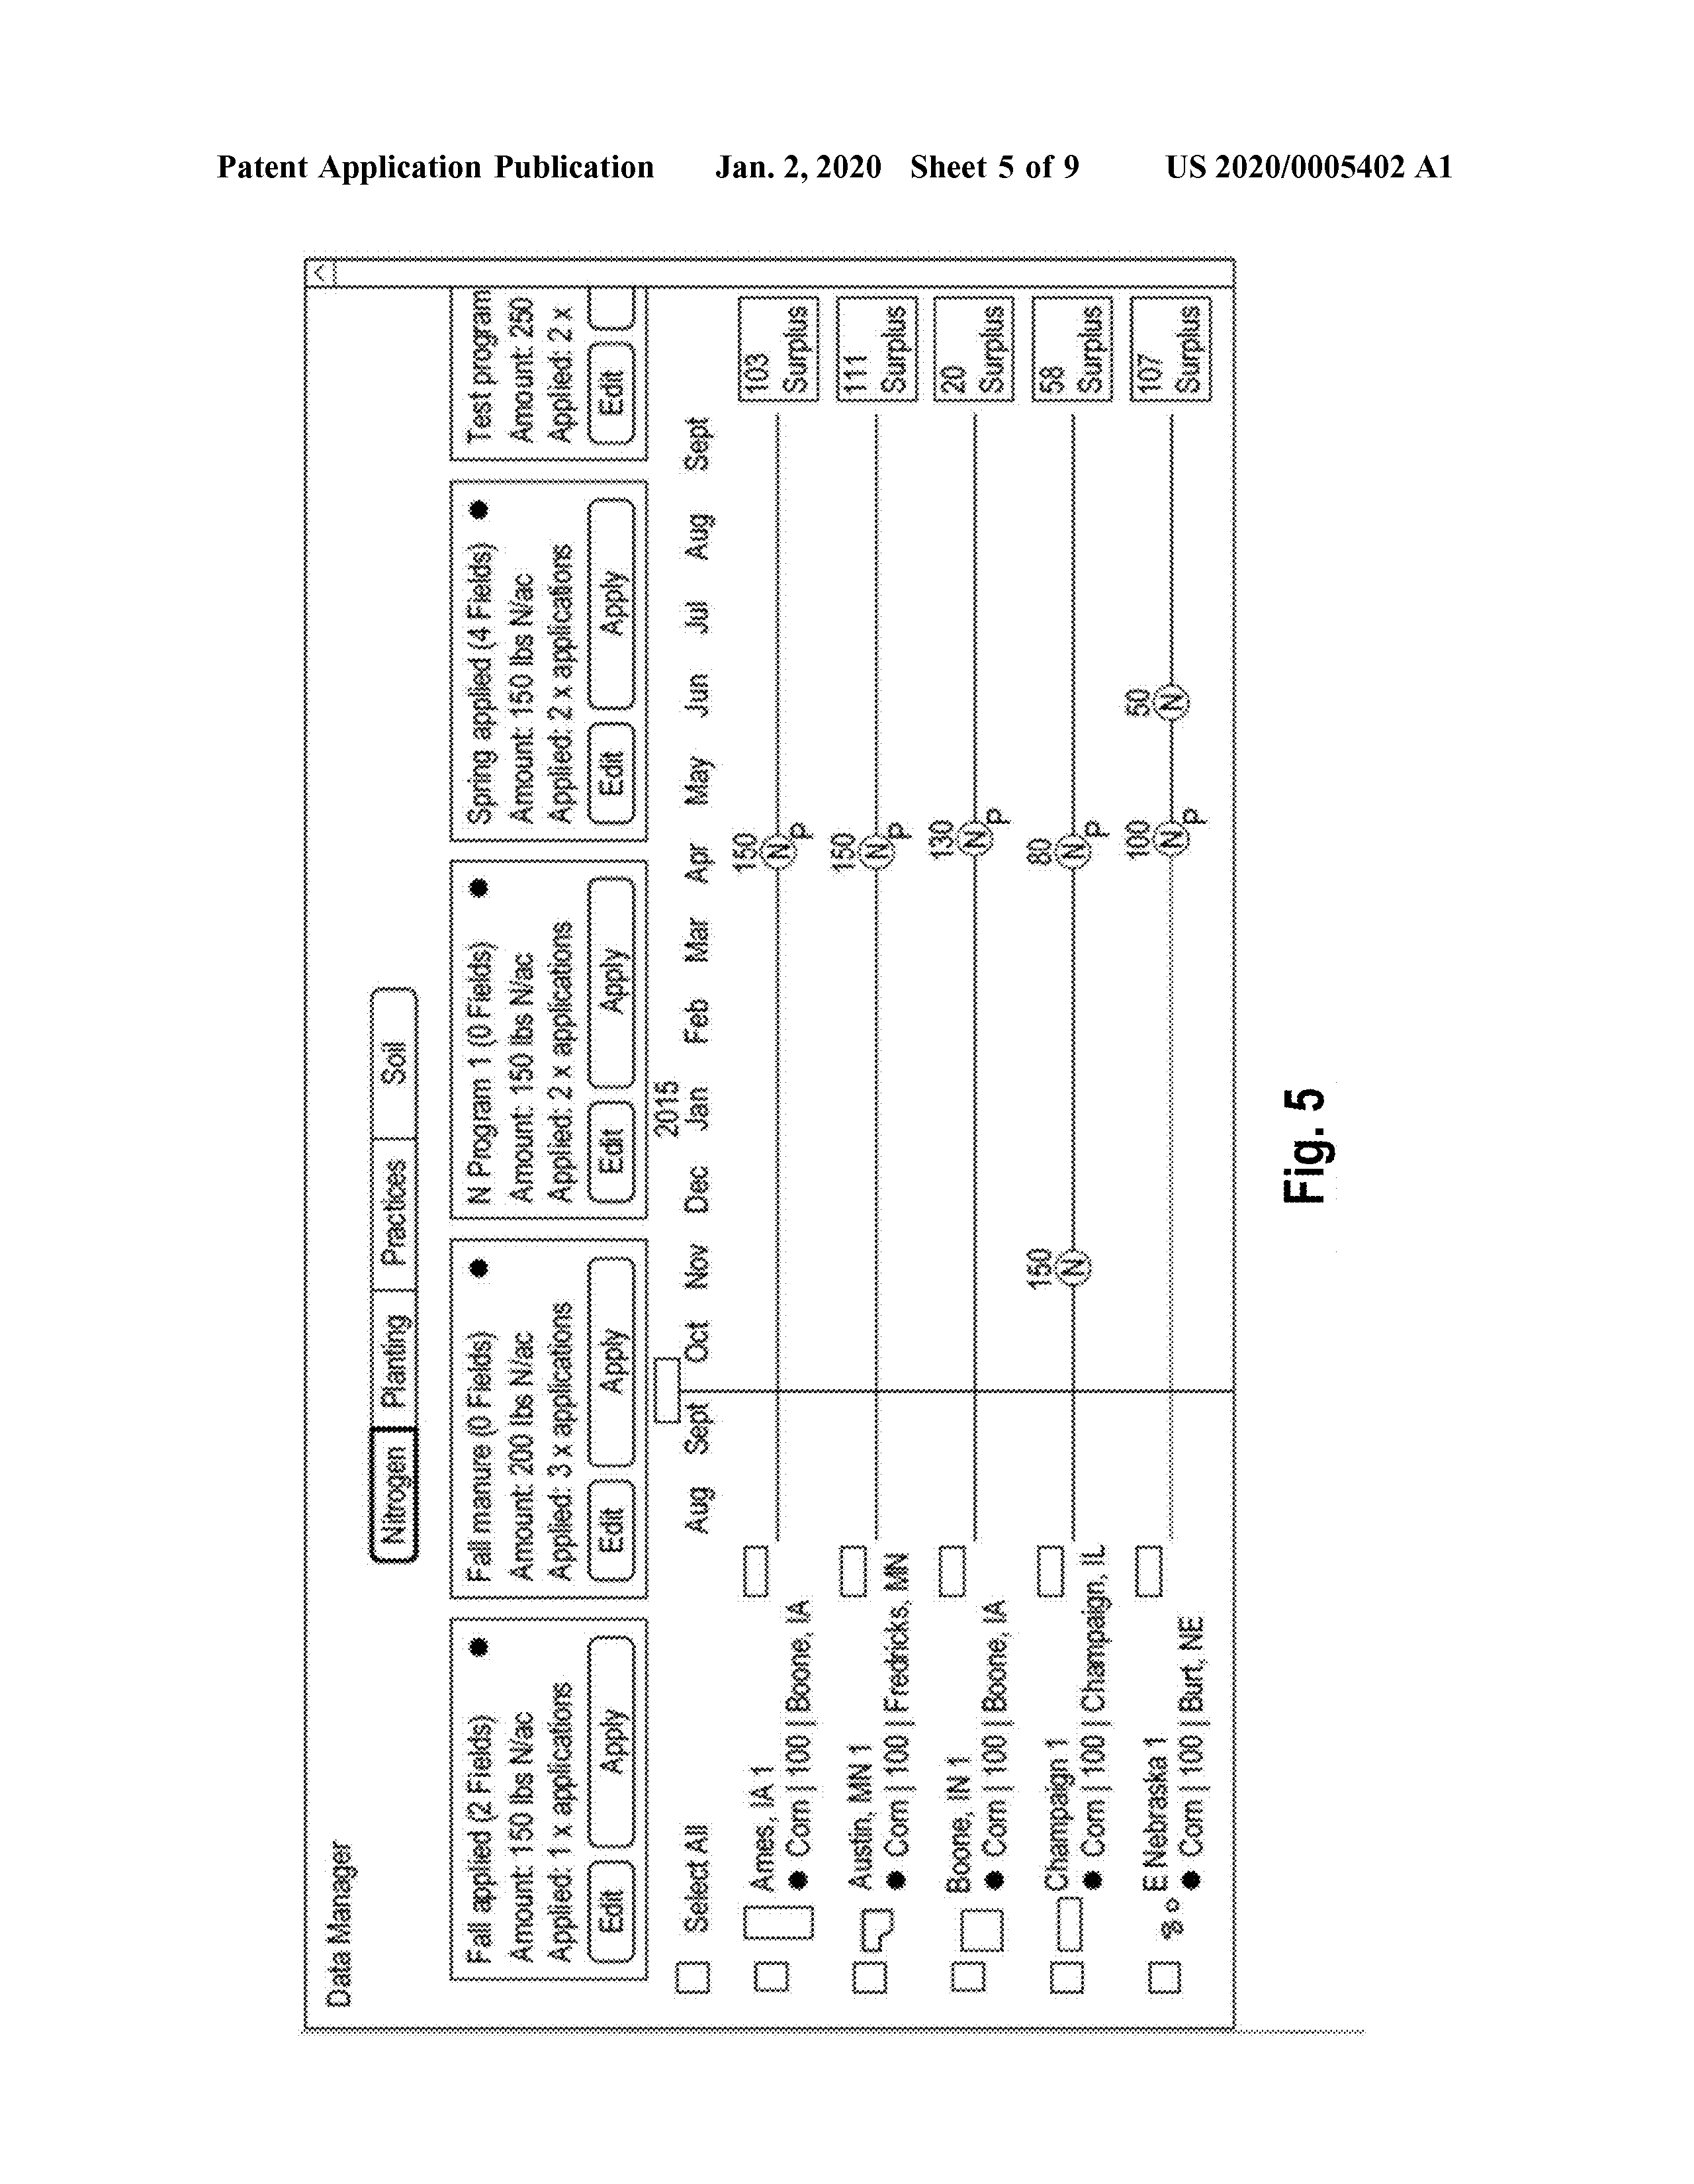 Patent Application Publication Jan. 2, 2020 Sheet 5 of 9 US 2020/0005402 A1
Data Manager
Nitrogen Planting Practices Soil
Fall applied (2 Fields)
Amount: 150 lbs N/ac
Applied: 1 x applications
Edit Apply
Fall manure (0 Fields)
Amount: 200 lbs N/ac
Applied: 3 x applications
Edit Apply
N Program 1 (0 Fields)
Amount: 150 lbs N/ac
Applied: 2 x applications
Edit Apply
Spring applied (4 Fields)
Amount: 150 lbs N/ac
Applied: 2 x applications
Edit Apply
Test program
Amount: 250
Applied: 2 x
Edit
2015
Select All Aug Sept Oct Nov Dec Jan Feb Mar Apr May Jun Jul Aug Sept
Ames, IA 1
Corn | 100 | Boone, IA
150
N
P
103
Surplus
Austin, MN 1
Corn | 100 | Fredricks, MN
150
N
P
111
Surplus
Boone, IN 1
Corn | 100 | Boone, IA
130
N
P
20
Surplus
Champaign 1
Corn | 100 | Champaign, IL
150
N
80
N
P
58
Surplus
E Nebraska 1
Corn | 100 | Burt, NE
100
N
P
50
N
107
Surplus
Fig. 5